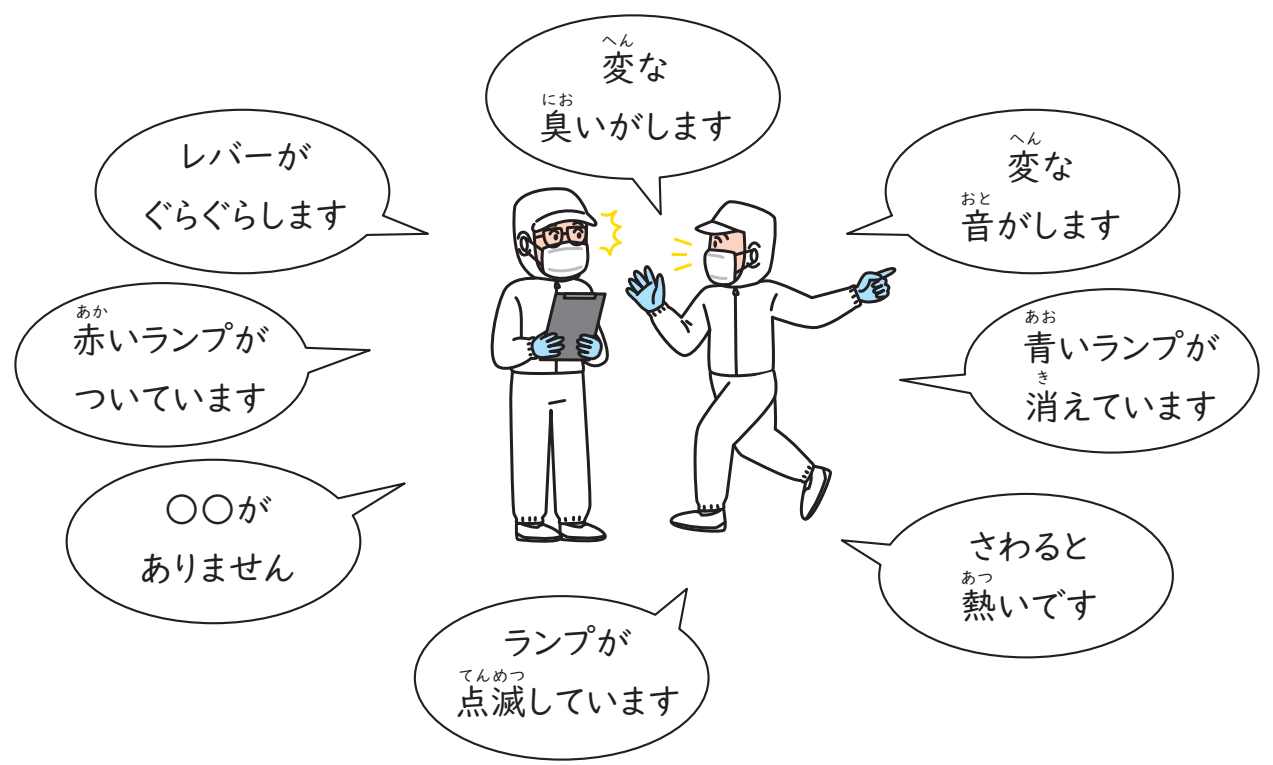 へん
変な
にお
臭いがします
レバーが
ぐらぐらします
へん
変な
おと
音がします
あか
赤いランプが
ついています
あお
青いランプが
き
消えています
〇〇が
ありません
さわると
あつ
熱いです
ランプが
てんめつ
点滅しています